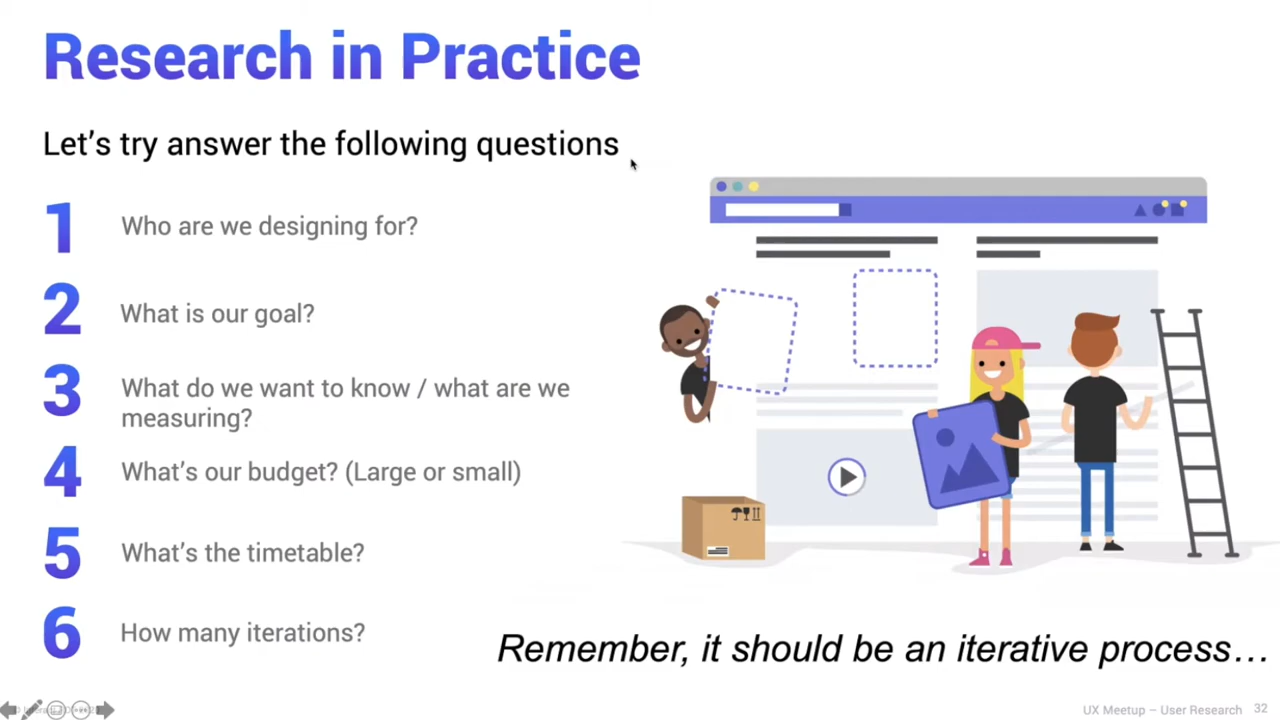 Research in Practice
Let's try answer the following questions
1 Who are we designing for?
2 What is our goal?
3 What do we want to know / what are we
measuring?
4 What's our budget? (Large or small)
5 What's the timetable?
6 How many iterations?
Remember, it should be an iterative process…
UX Meetup – User Research 32